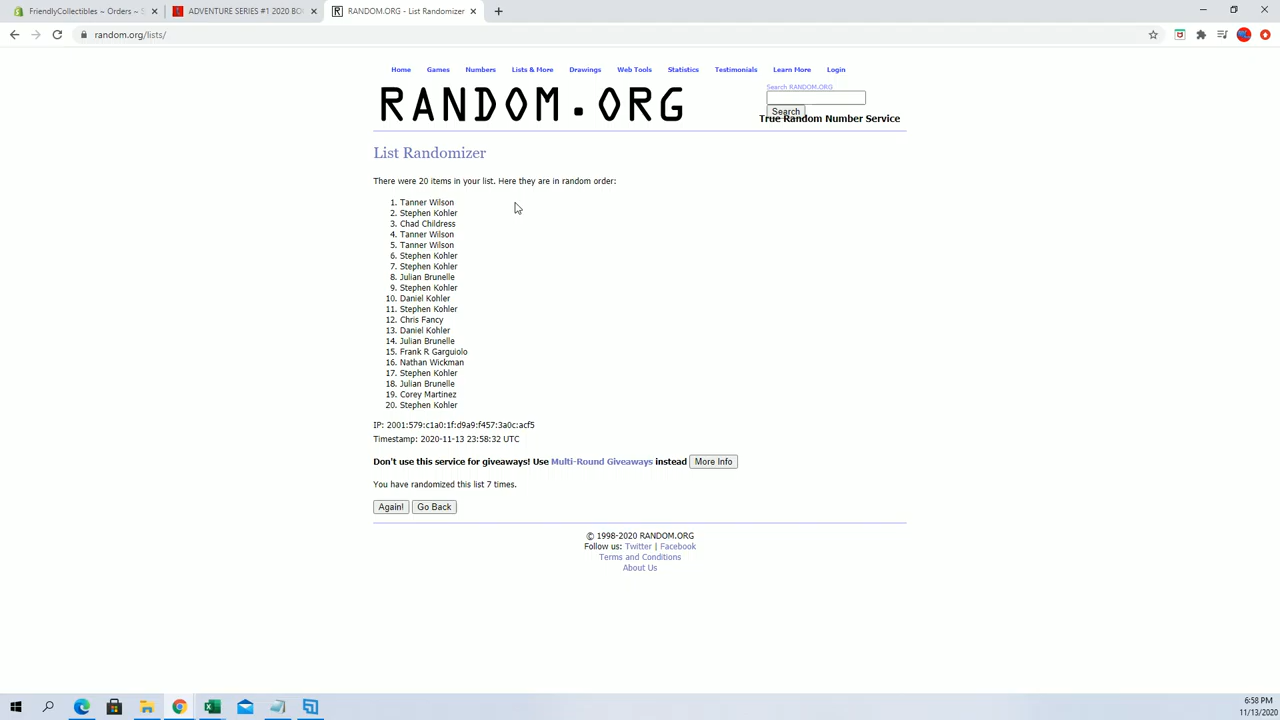 FriendlyCollectibles ~ Orders ~ S
ADVENTURE SERIES #1 2020 BO
RANDOM.ORG - List Randomizer
random.org/lists/
Home Games Numbers Lists & More Drawings Web Tools Statistics Testimonials Learn More Login
Search RANDOM.ORG
RANDOM.ORG
Search
True Random Number Service
List Randomizer
There were 20 items in your list. Here they are in random order:
1. Tanner Wilson
2. Stephen Kohler
3. Chad Childress
4. Tanner Wilson
5. Tanner Wilson
6. Stephen Kohler
7. Stephen Kohler
8. Julian Brunelle
9. Stephen Kohler
10. Daniel Kohler
11. Stephen Kohler
12. Chris Fancy
13. Daniel Kohler
14. Julian Brunelle
15. Frank R Garguiolo
16. Nathan Wickman
17. Stephen Kohler
18. Julian Brunelle
19. Corey Martinez
20. Stephen Kohler
IP: 2001:579:c1a0:1f:d9a9:f457:3a0c:acf5
Timestamp: 2020-11-13 23:58:32 UTC
Don't use this service for giveaways! Use Multi-Round Giveaways instead More Info
You have randomized this list 7 times.
Again! Go Back
© 1998-2020 RANDOM.ORG
Follow us: Twitter | Facebook
Terms and Conditions
About Us
6:58 PM
11/13/2020